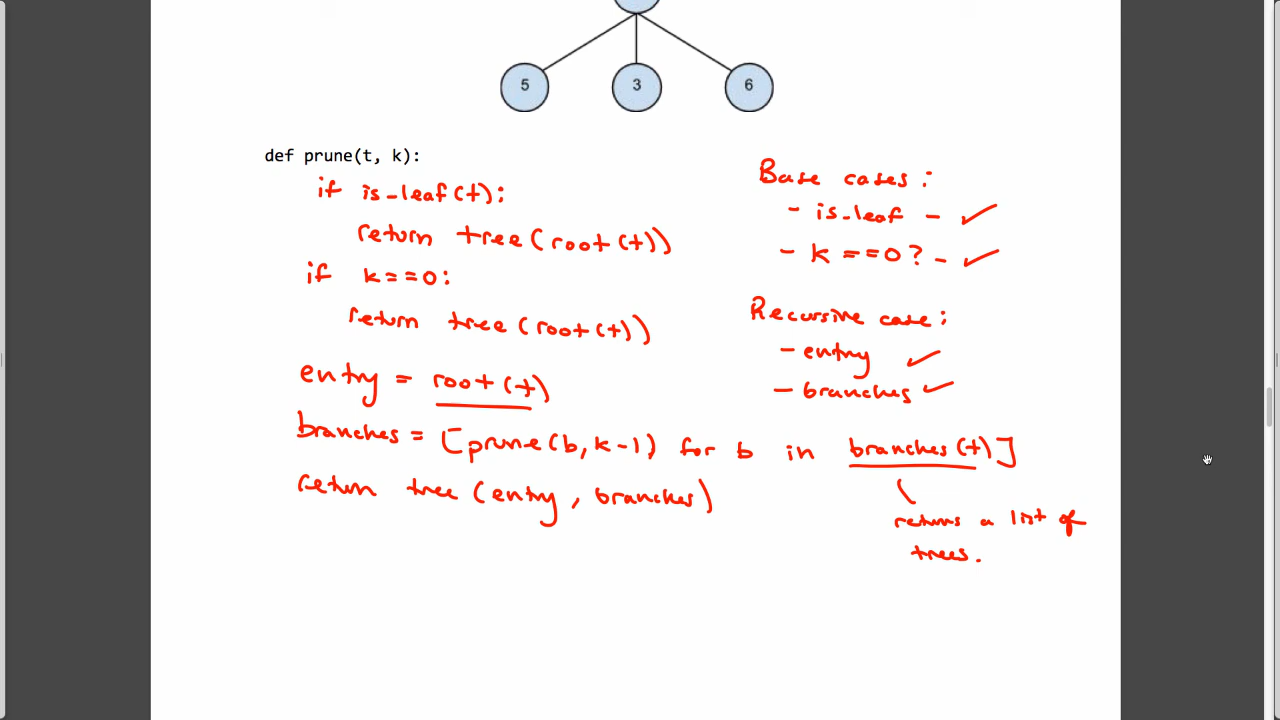 5 3 6
def prune(t, k):
if is_leaf(t):
return tree(root(t))
if k==0:
return tree(root(t))
entry = root(t)
branches = [prune(b, k-1) for b in branches(t)]
return tree(entry, branches)
Base cases:
- is_leaf -
- k ==0? -
Recursive case:
- entry
- branches
returns a list of
trees.